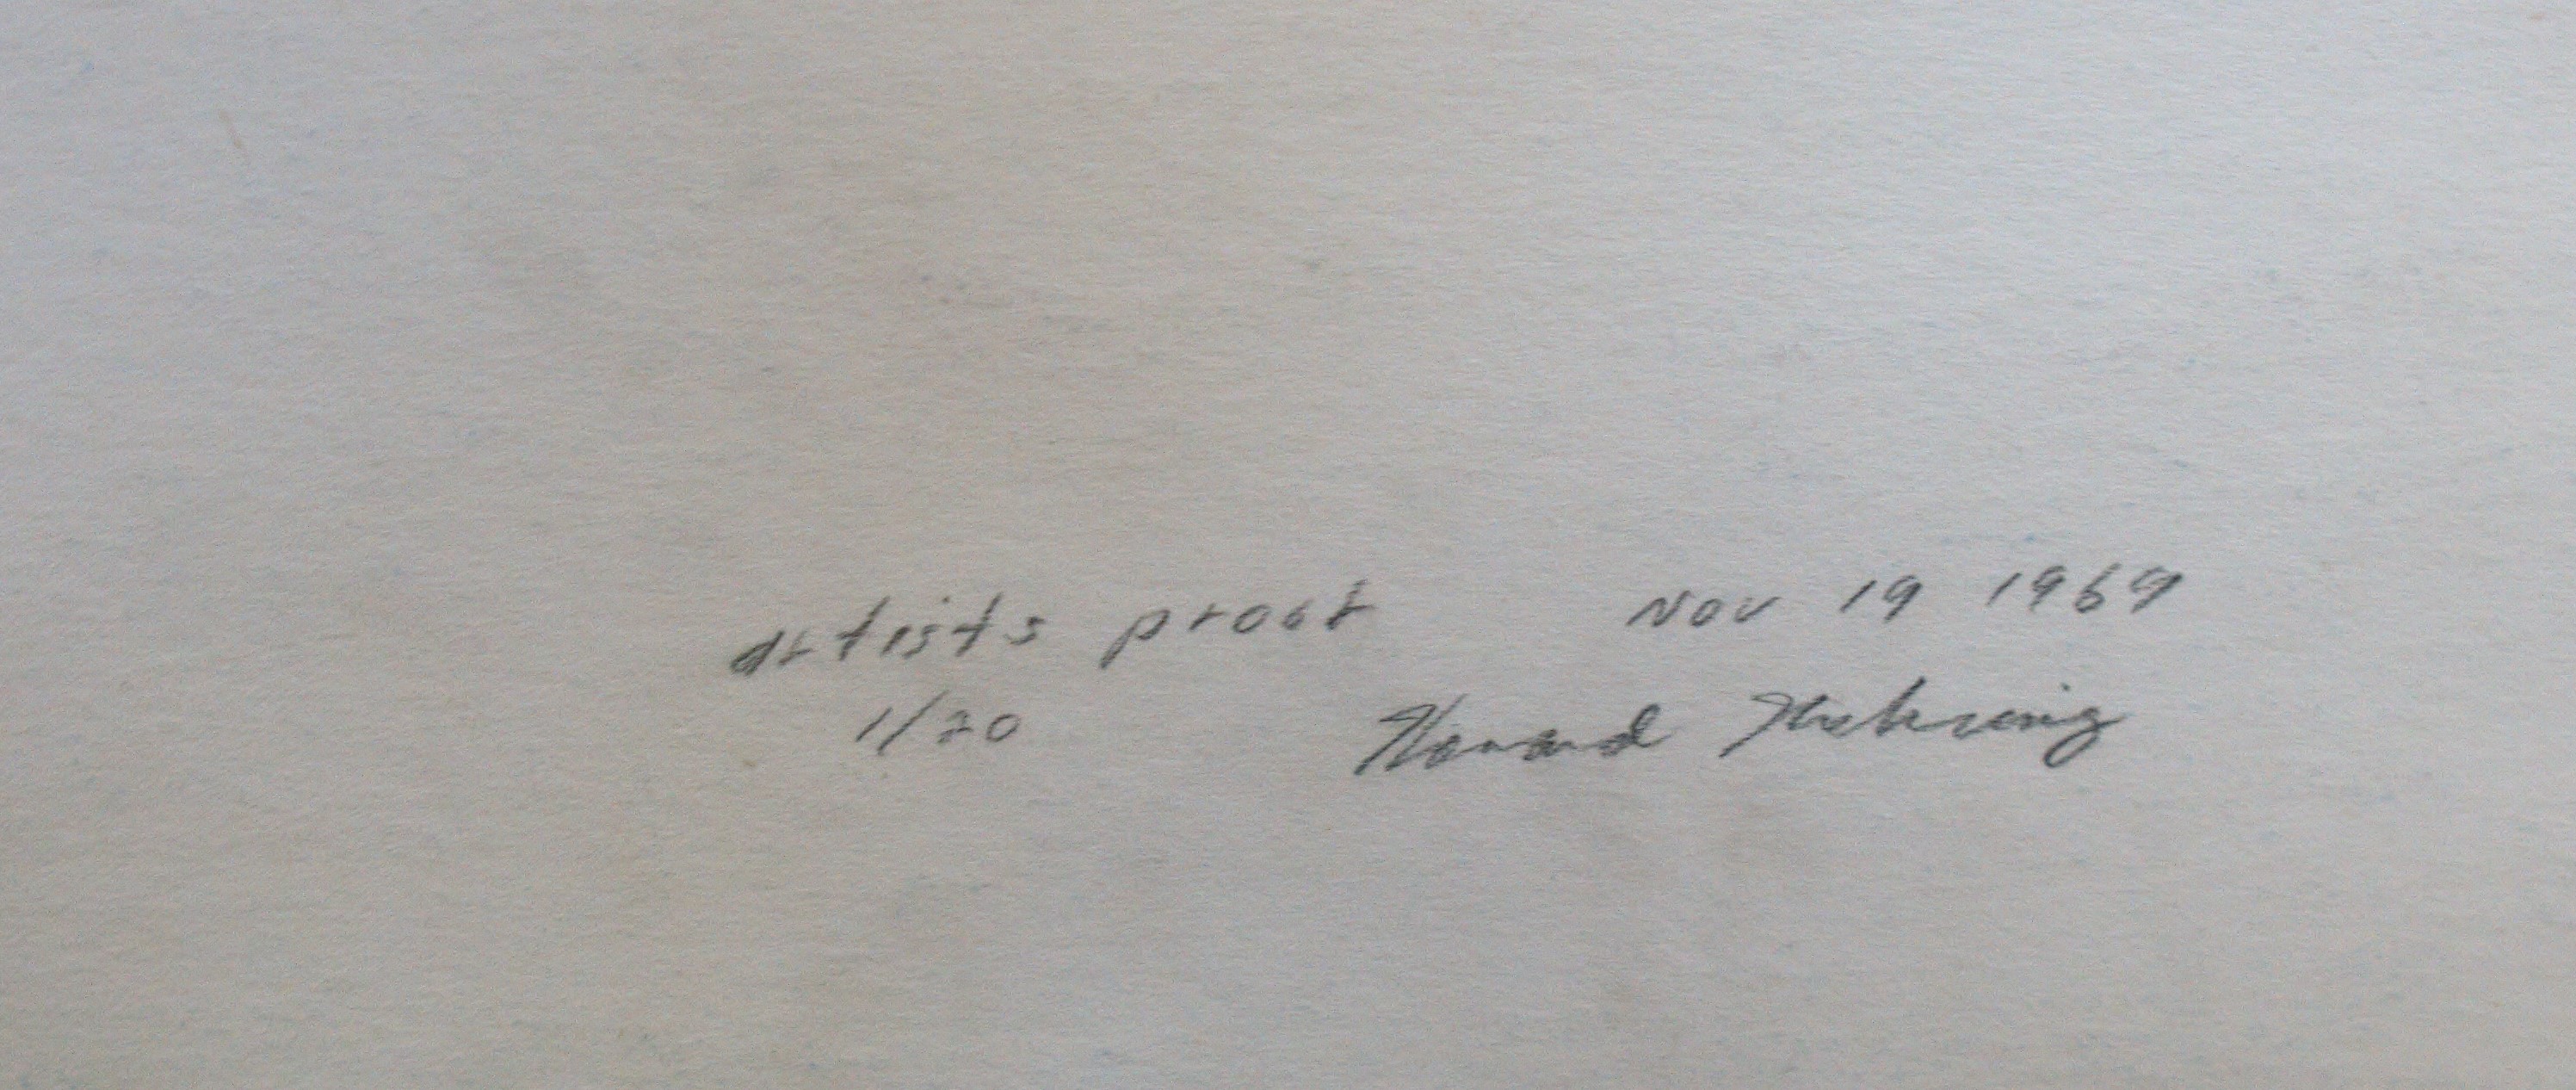 artists proof Nov 19 1969
1/20 Howard